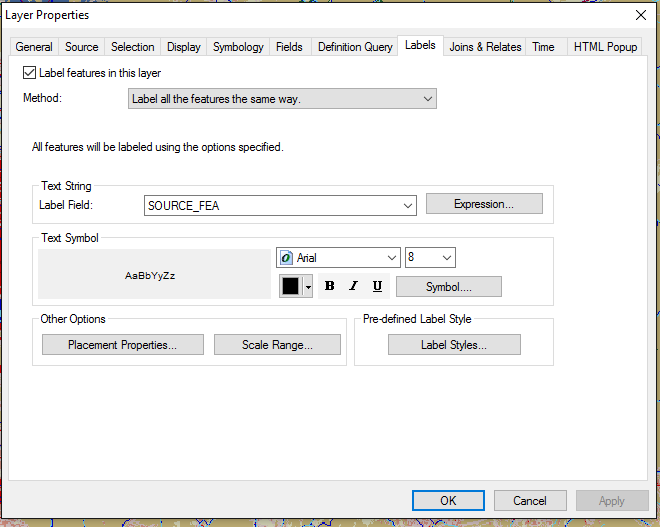 Layer Properties
General Source Selection Display Symbology Fields Definition Query Labels Joins & Relates Time HTML Popup
Label features in this layer
Method: Label all the features the same way.
All features will be labeled using the options specified.
Text String
Label Field: SOURCE_FEA Expression...
Text Symbol
AaBbYyZz
Arial 8
B I U Symbol....
Other Options Pre-defined Label Style
Placement Properties... Scale Range... Label Styles...
OK Cancel Apply